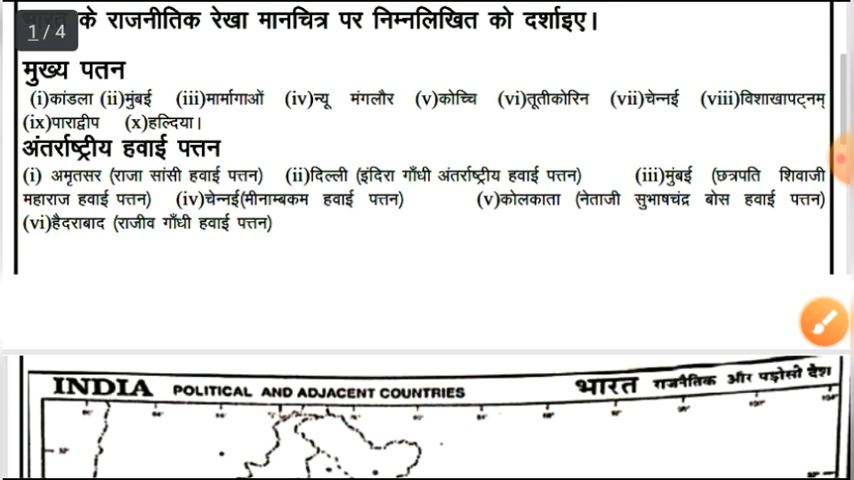 भारत के राजनीतिक रेखा मानचित्र पर निम्नलिखित को दर्शाइए।
1 / 4
मुख्य पतन
(i)कांडला (ii)मुंबई (iii)मार्मागाओं (iv)न्यू मंगलौर (v)कोच्चि (vi)तूतीकोरिन (vii)चेन्नई (viii)विशाखापट्नम्
(ix)पाराद्वीप (x)हल्दिया।
अंतर्राष्ट्रीय हवाई पत्तन
(i) अमृतसर (राजा सांसी हवाई पत्तन) (ii)दिल्ली (इंदिरा गाँधी अंतर्राष्ट्रीय हवाई पत्तन) (iii)मुंबई (छत्रपति शिवाजी
महाराज हवाई पत्तन) (iv)चेन्नई(मीनाम्बकम हवाई पत्तन) (v)कोलकाता (नेताजी सुभाषचंद्र बोस हवाई पत्तन)
(vi)हैदराबाद (राजीव गाँधी हवाई पत्तन)
INDIA POLITICAL AND ADJACENT COUNTRIES भारत राजनैतिक और पड़ोसी देश